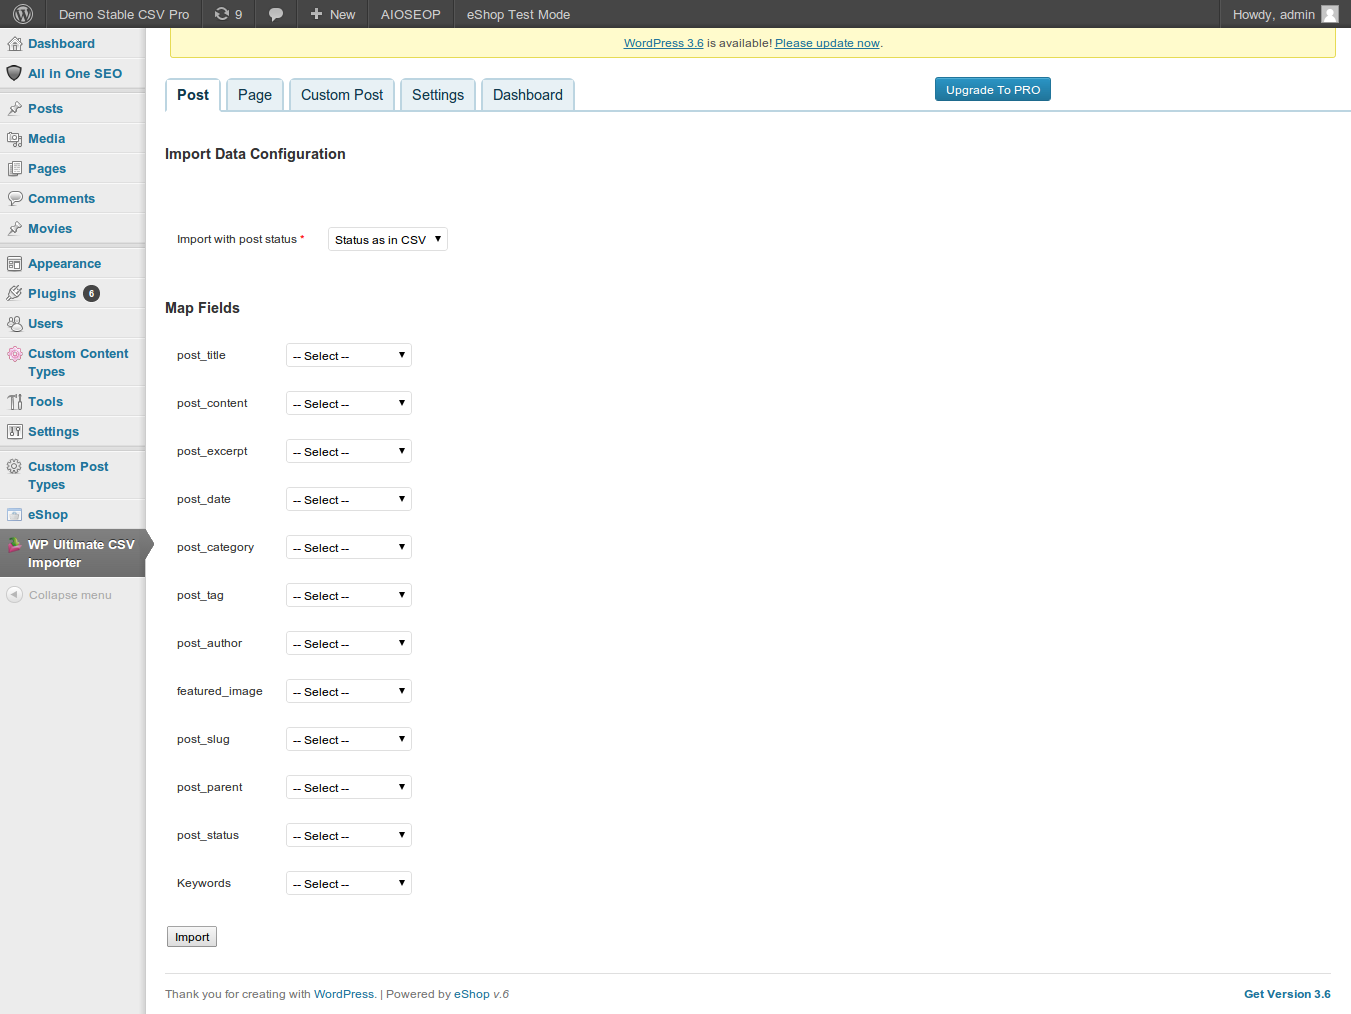 Demo Stable CSV Pro 9 New AIOSEOP eShop Test Mode Howdy, admin
WordPress 3.6 is available! Please update now.
Dashboard
All in One SEO
Posts
Media
Pages
Comments
Movies
Appearance
Plugins 6
Users
Custom Content
Types
Tools
Settings
Custom Post
Types
eShop
WP Ultimate CSV
Importer
Collapse menu
Post Page Custom Post Settings Dashboard Upgrade To PRO
Import Data Configuration
Import with post status * Status as in CSV
Map Fields
post_title -- Select --
post_content -- Select --
post_excerpt -- Select --
post_date -- Select --
post_category -- Select --
post_tag -- Select --
post_author -- Select --
featured_image -- Select --
post_slug -- Select --
post_parent -- Select --
post_status -- Select --
Keywords -- Select --
Import
Thank you for creating with WordPress. | Powered by eShop v.6 Get Version 3.6